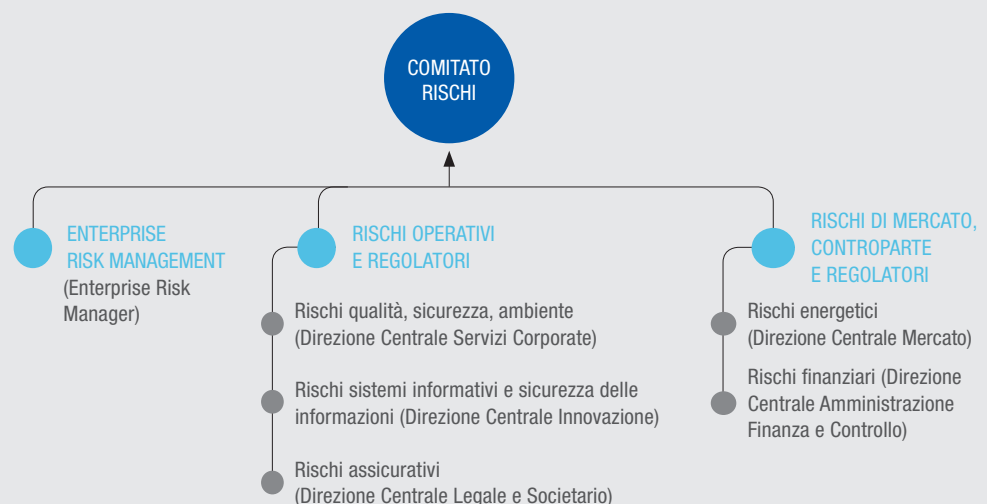 COMITATO
RISCHI
ENTERPRISE
RISK MANAGEMENT
(Enterprise Risk
Manager)
RISCHI OPERATIVI
E REGOLATORI
Rischi qualità, sicurezza, ambiente
(Direzione Centrale Servizi Corporate)
Rischi sistemi informativi e sicurezza delle
informazioni (Direzione Centrale Innovazione)
Rischi assicurativi
(Direzione Centrale Legale e Societario)
RISCHI DI MERCATO,
CONTROPARTE
E REGOLATORI
Rischi energetici
(Direzione Centrale Mercato)
Rischi finanziari (Direzione
Centrale Amministrazione
Finanza e Controllo)